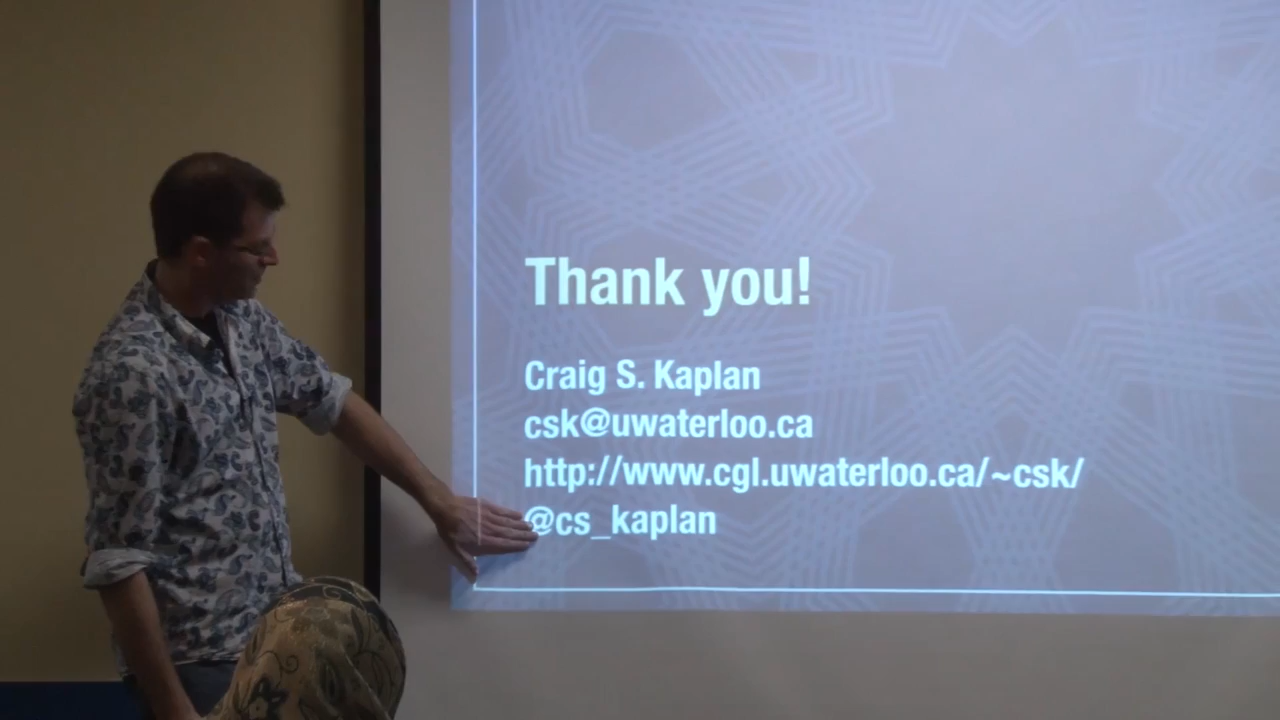 Thank you!
Craig S. Kaplan
csk@uwaterloo.ca
http://www.cgl.uwaterloo.ca/~csk/
@cs_kaplan